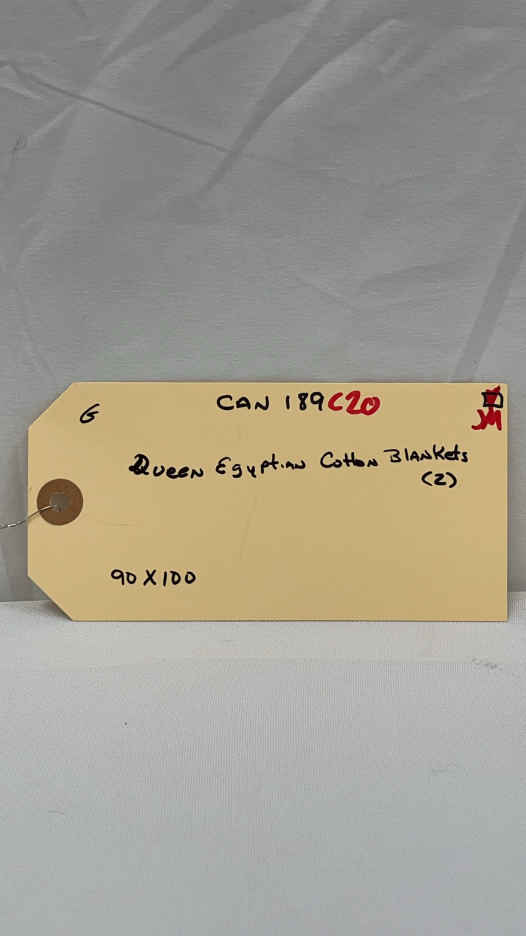 G
CAN 189C20
JM
Queen Egyptian Cotton Blankets
(2)
90 X 100